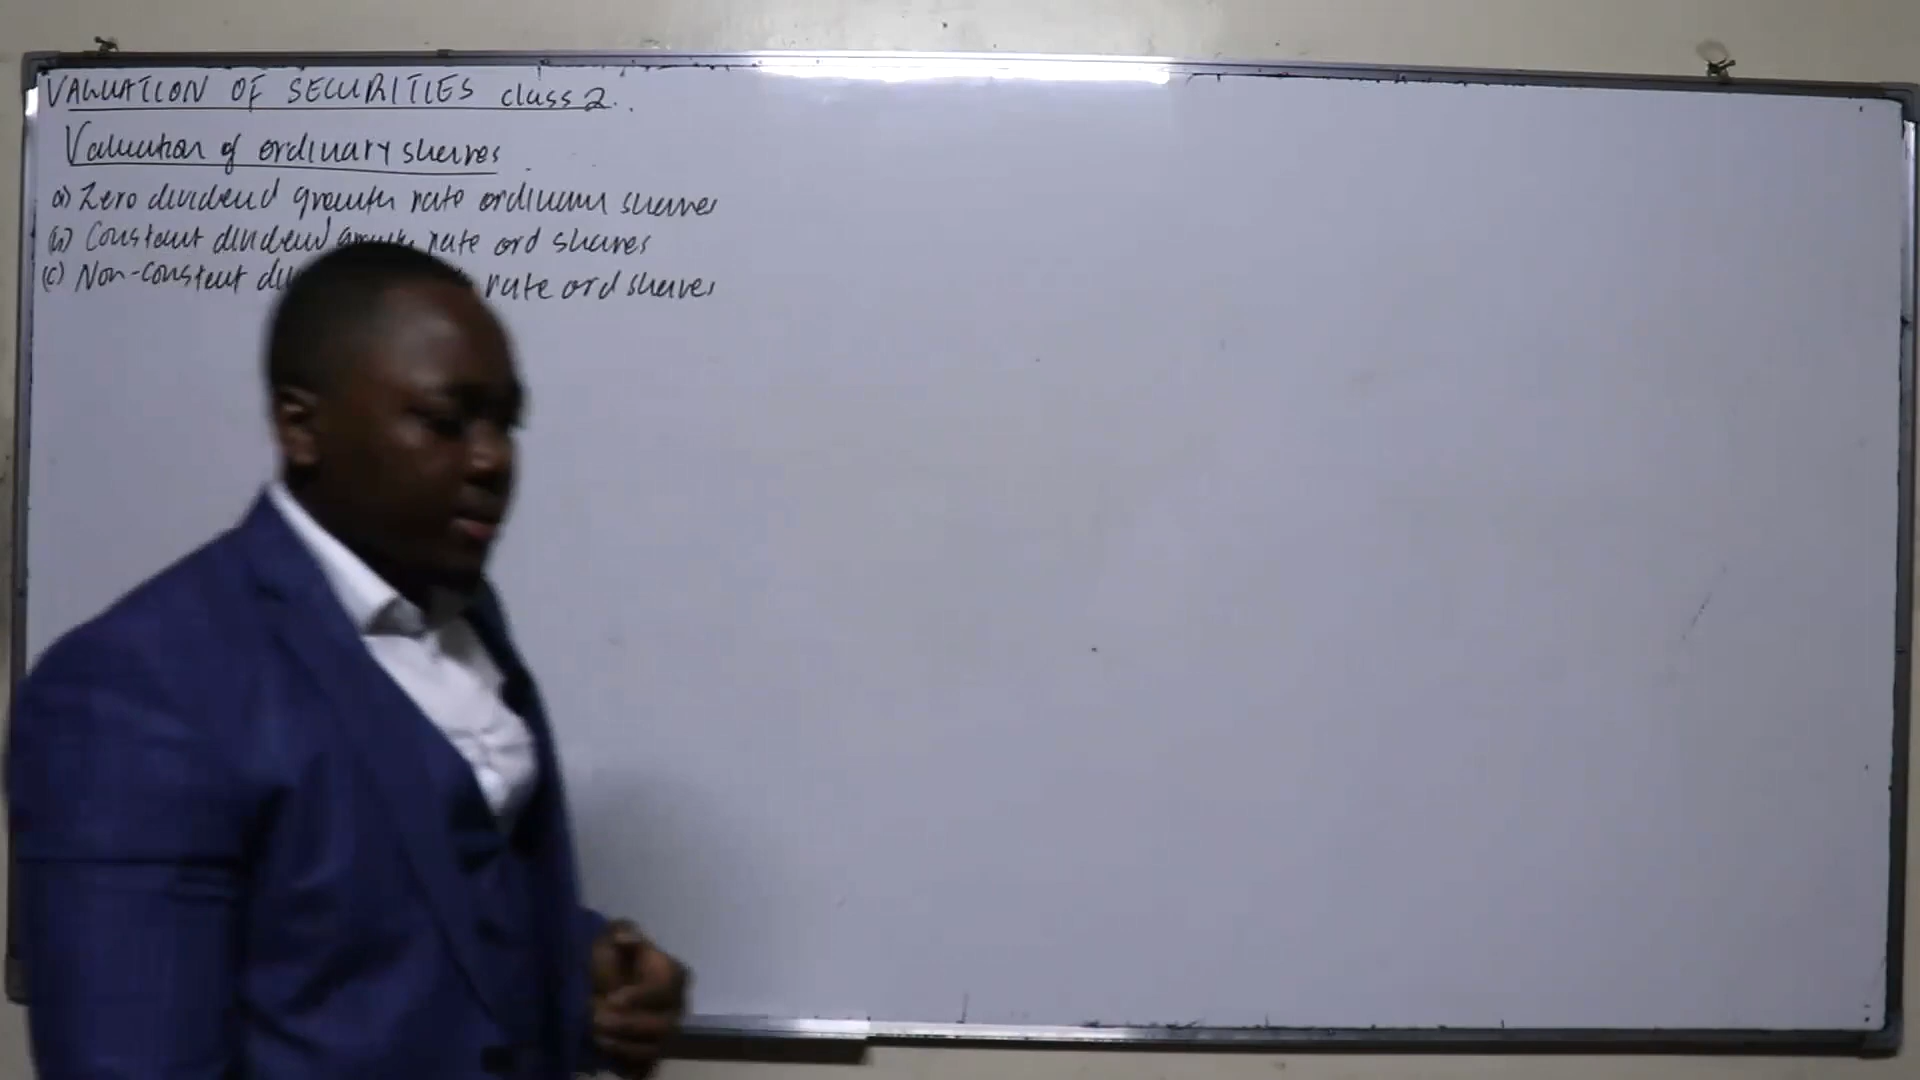 VALUATION OF SECURITIES class 2.
Valuation of ordinary shares
a) Zero dividend growth rate ordinary shares
(b) Constant dividend growth rate ord shares
(c) Non-constant rate ord shares